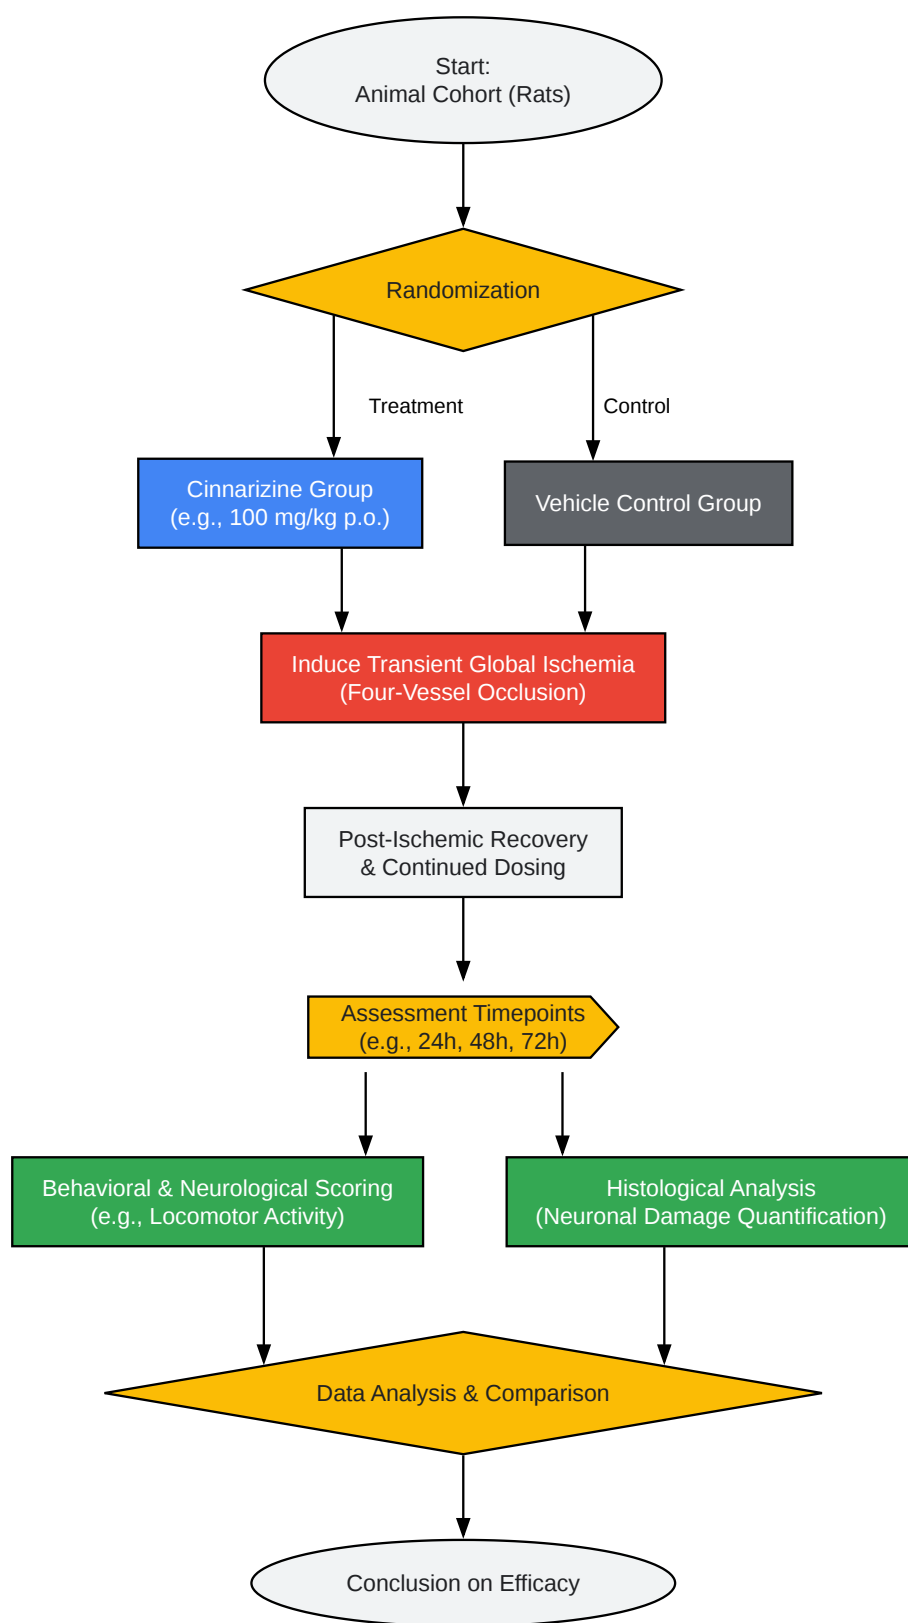 Start:
Animal Cohort (Rats)
Randomization
Treatment
Control
Cinnarizine Group
(e.g., 100 mg/kg p.o.)
Vehicle Control Group
Induce Transient Global Ischemia
(Four-Vessel Occlusion)
Post-Ischemic Recovery
& Continued Dosing
Assessment Timepoints
(e.g., 24h, 48h, 72h)
Behavioral & Neurological Scoring
(e.g., Locomotor Activity)
Histological Analysis
(Neuronal Damage Quantification)
Data Analysis & Comparison
Conclusion on Efficacy